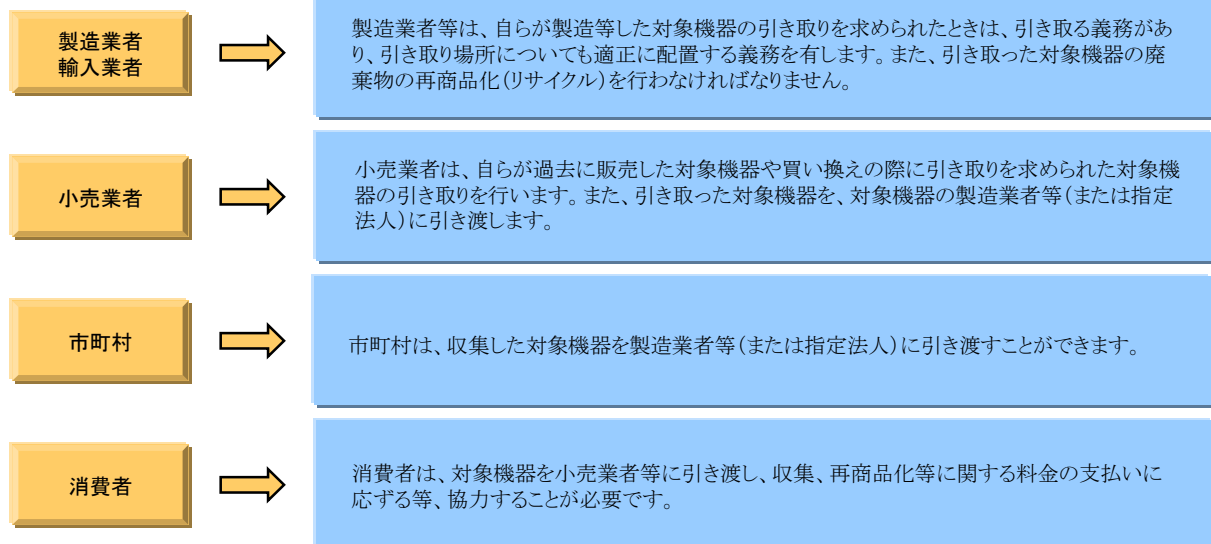 製造業者
輸入業者
製造業者等は、自らが製造等した対象機器の引き取りを求められたときは、引き取る義務があ
り、引き取り場所についても適正に配置する義務を有します。また、引き取った対象機器の廃
棄物の再商品化(リサイクル)を行わなければなりません。
小売業者
小売業者は、自らが過去に販売した対象機器や買い換えの際に引き取りを求められた対象機
器の引き取りを行います。また、引き取った対象機器を、対象機器の製造業者等(または指定
法人)に引き渡します。
市町村
市町村は、収集した対象機器を製造業者等(または指定法人)に引き渡すことができます。
消費者
消費者は、対象機器を小売業者等に引き渡し、収集、再商品化等に関する料金の支払いに
応ずる等、協力することが必要です。